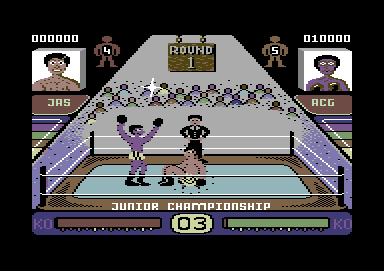 000000
4
ROUND
1
5
010000
JAS
ACG
JUNIOR CHAMPIONSHIP
KO
03
KO